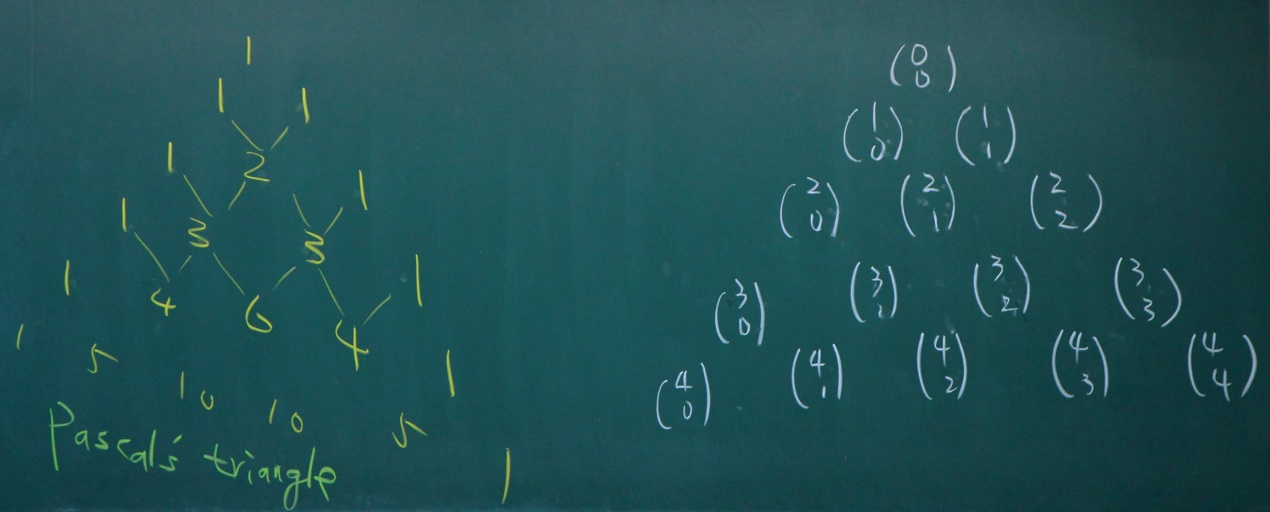 1
1 1
1 2 1
1 3 3 1
1 4 6 4 1
1 5 10 10 5 1
Pascal's triangle
(0 0)
(1 0) (1 1)
(2 0) (2 1) (2 2)
(3 0) (3 1) (3 2) (3 3)
(4 0) (4 1) (4 2) (4 3) (4 4)